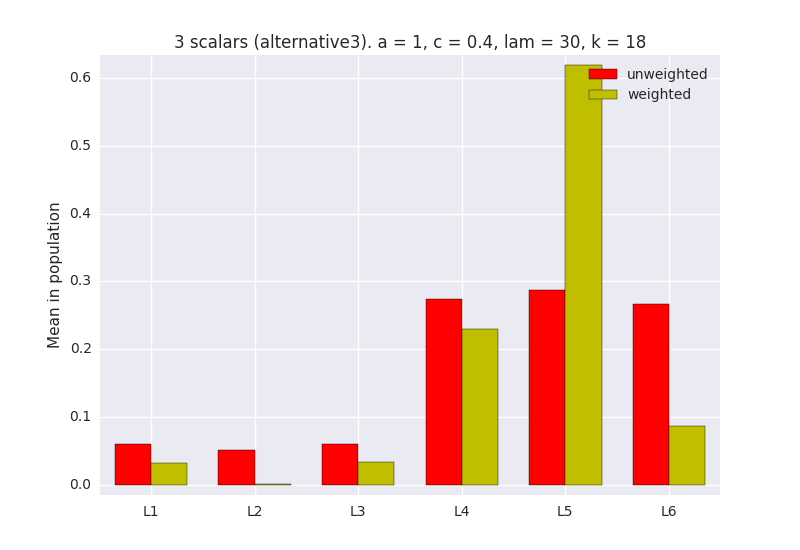 3 scalars (alternative3). a = 1, c = 0.4, lam = 30, k = 18
unweighted
weighted
Mean in population
0.6
0.5
0.4
0.3
0.2
0.1
0.0
L1 L2 L3 L4 L5 L6